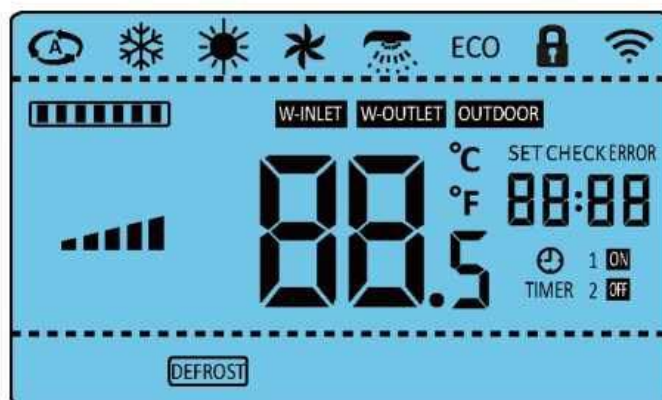 A
ECO
W-INLET W-OUTLET OUTDOOR
°C SET CHECK ERROR
°F 88:88
88.5
1 ON
TIMER 2 OFF
DEFROST